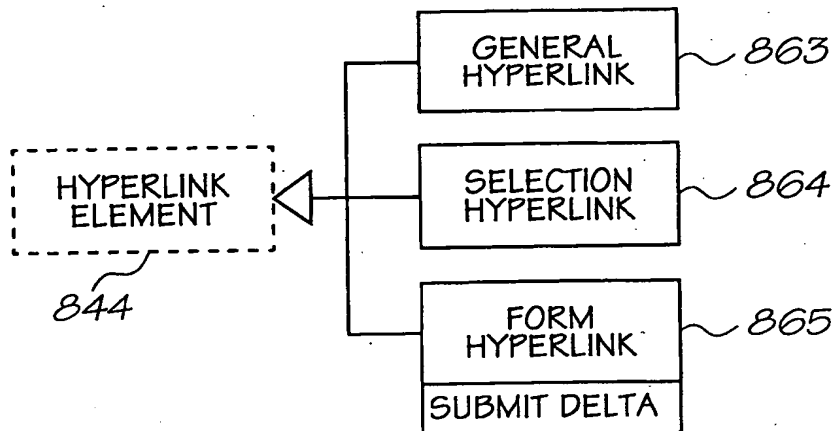 GENERAL
HYPERLINK
863
HYPERLINK
ELEMENT
844
SELECTION
HYPERLINK
864
FORM
HYPERLINK
865
SUBMIT DELTA